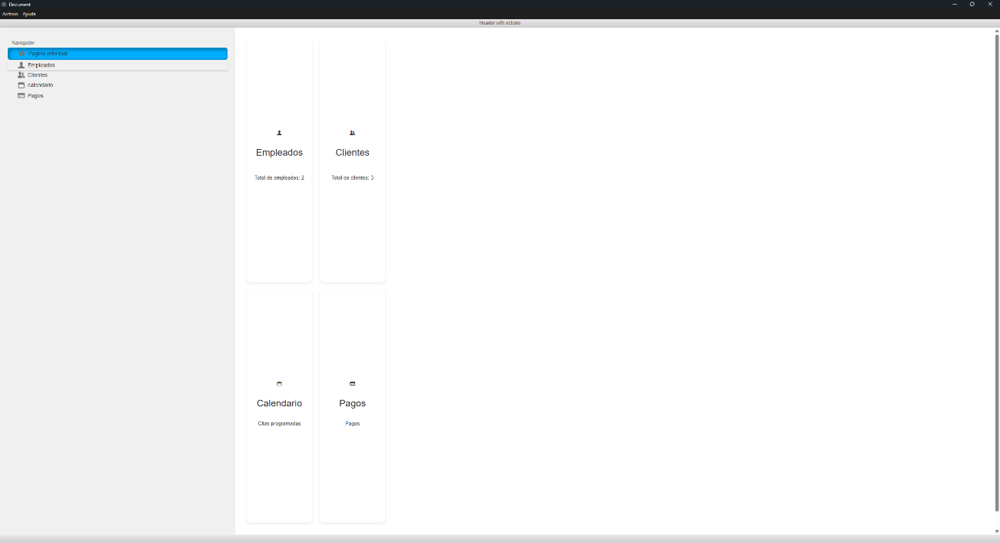 Document
Archivo Ayuda
Header with actions
Navegador
Pagina principal
Empleados
Clientes
calendario
Pagos
Empleados
Total de empleados: 2
Clientes
Total de clientes: 3
Calendario
Citas programadas
Pagos
Pagos